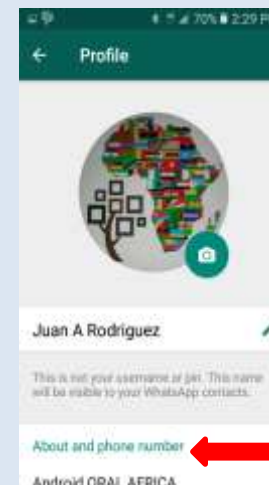 70% 2:29 P
Profile
Juan A Rodriguez
This is not your username or pin. This name
will be visible to your WhatsApp contacts.
About and phone number
Android ORAL AFRICA